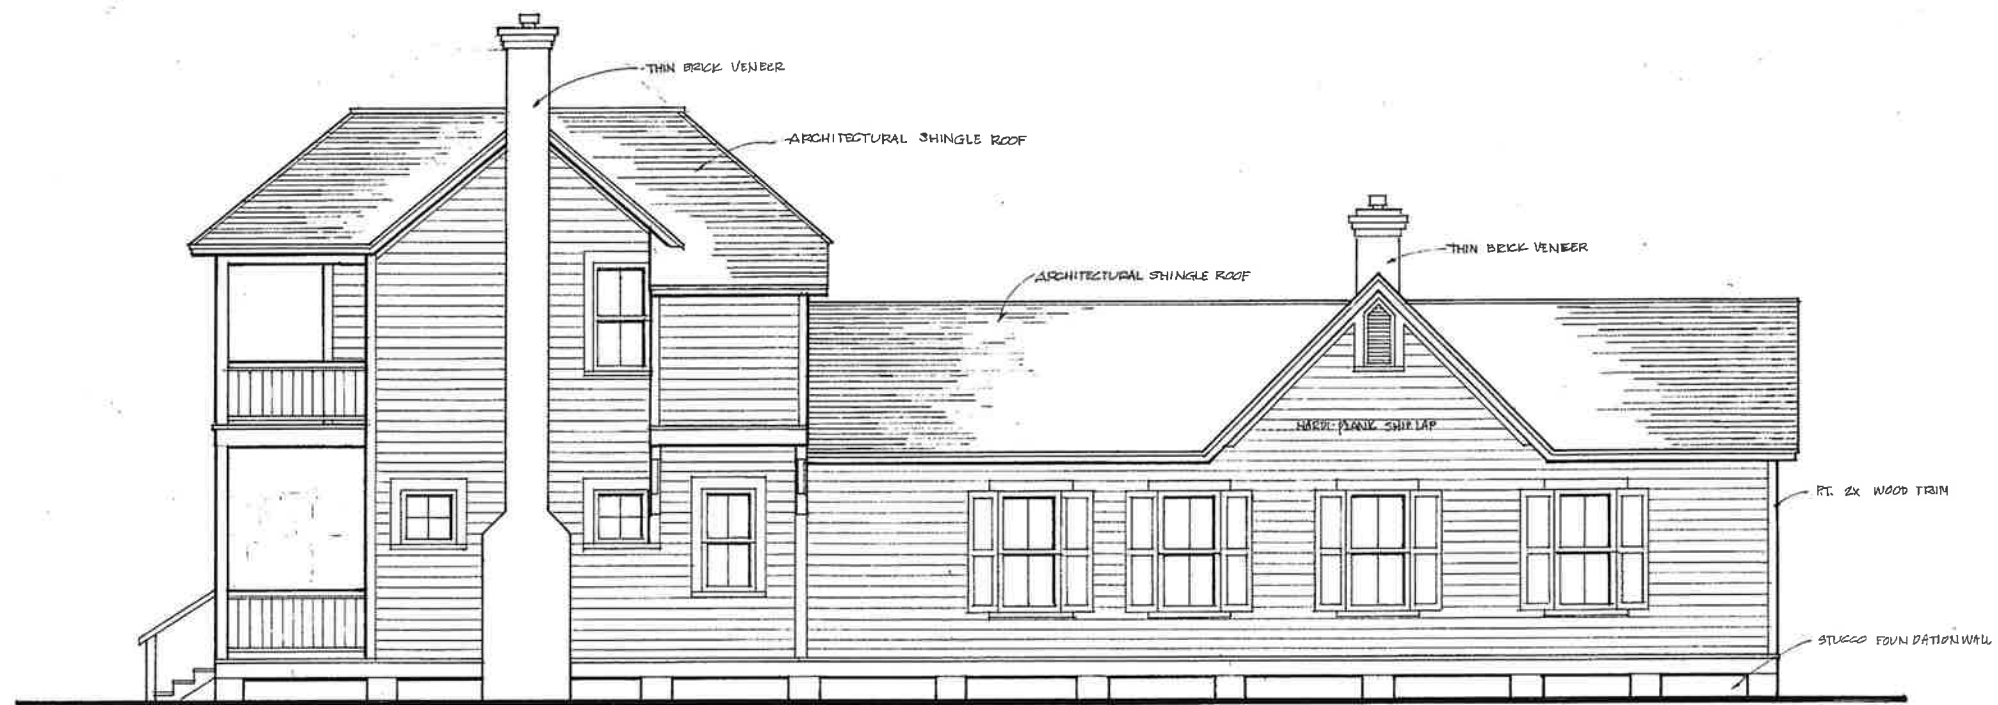 THIN BRICK VENEER
ARCHITECTURAL SHINGLE ROOF
THIN BRICK VENEER
ARCHITECTURAL SHINGLE ROOF
HARDI-PLANK SHIP LAP
P.T. 2X WOOD TRIM
STUCCO FOUNDATION WALL